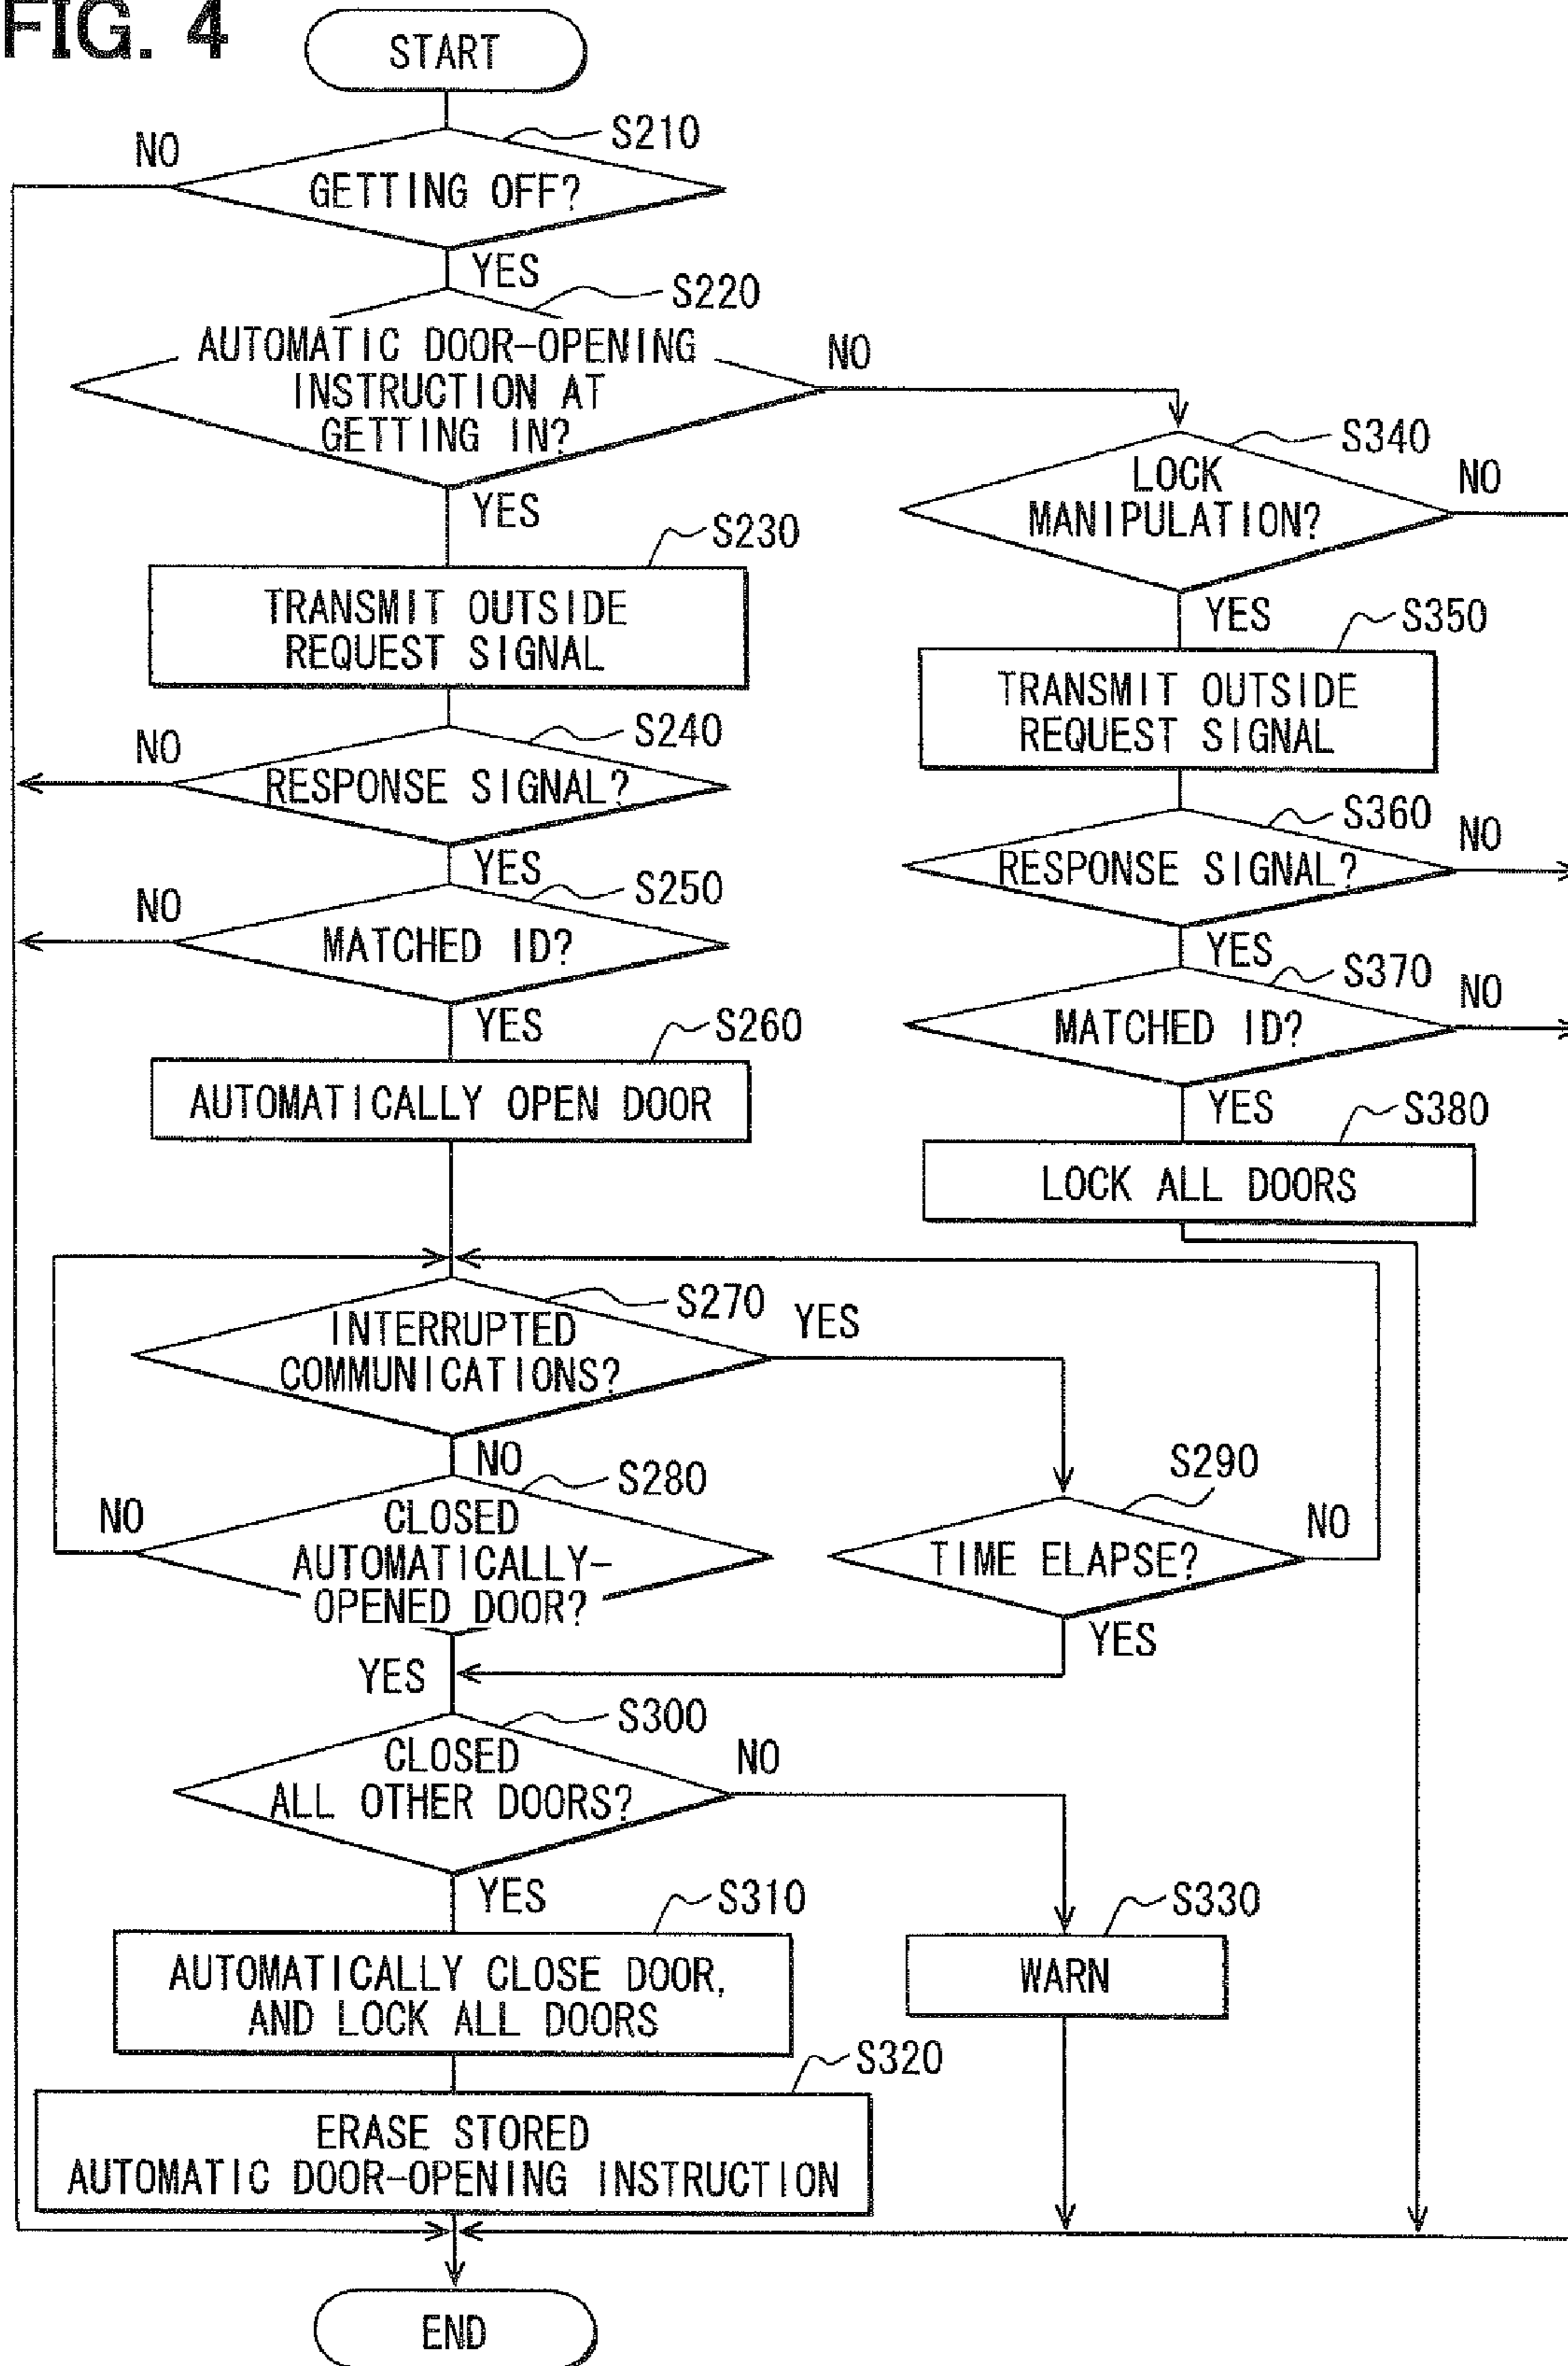 FIG. 4
START
S210
NO
GETTING OFF?
YES
S220
AUTOMATIC DOOR-OPENING
INSTRUCTION AT
GETTING IN?
NO
YES
S230
TRANSMIT OUTSIDE
REQUEST SIGNAL
S240
NO
RESPONSE SIGNAL?
YES
S250
NO
MATCHED ID?
YES
S260
AUTOMATICALLY OPEN DOOR
S340
LOCK
MANIPULATION?
NO
YES
S350
TRANSMIT OUTSIDE
REQUEST SIGNAL
S360
NO
RESPONSE SIGNAL?
YES
S370
NO
MATCHED ID?
YES
S380
LOCK ALL DOORS
S270
INTERRUPTED
COMMUNICATIONS?
YES
NO
S280
NO
CLOSED
AUTOMATICALLY-
OPENED DOOR?
YES
S290
NO
TIME ELAPSE?
YES
S300
CLOSED
ALL OTHER DOORS?
NO
YES
S310
AUTOMATICALLY CLOSE DOOR,
AND LOCK ALL DOORS
S330
WARN
S320
ERASE STORED
AUTOMATIC DOOR-OPENING INSTRUCTION
END